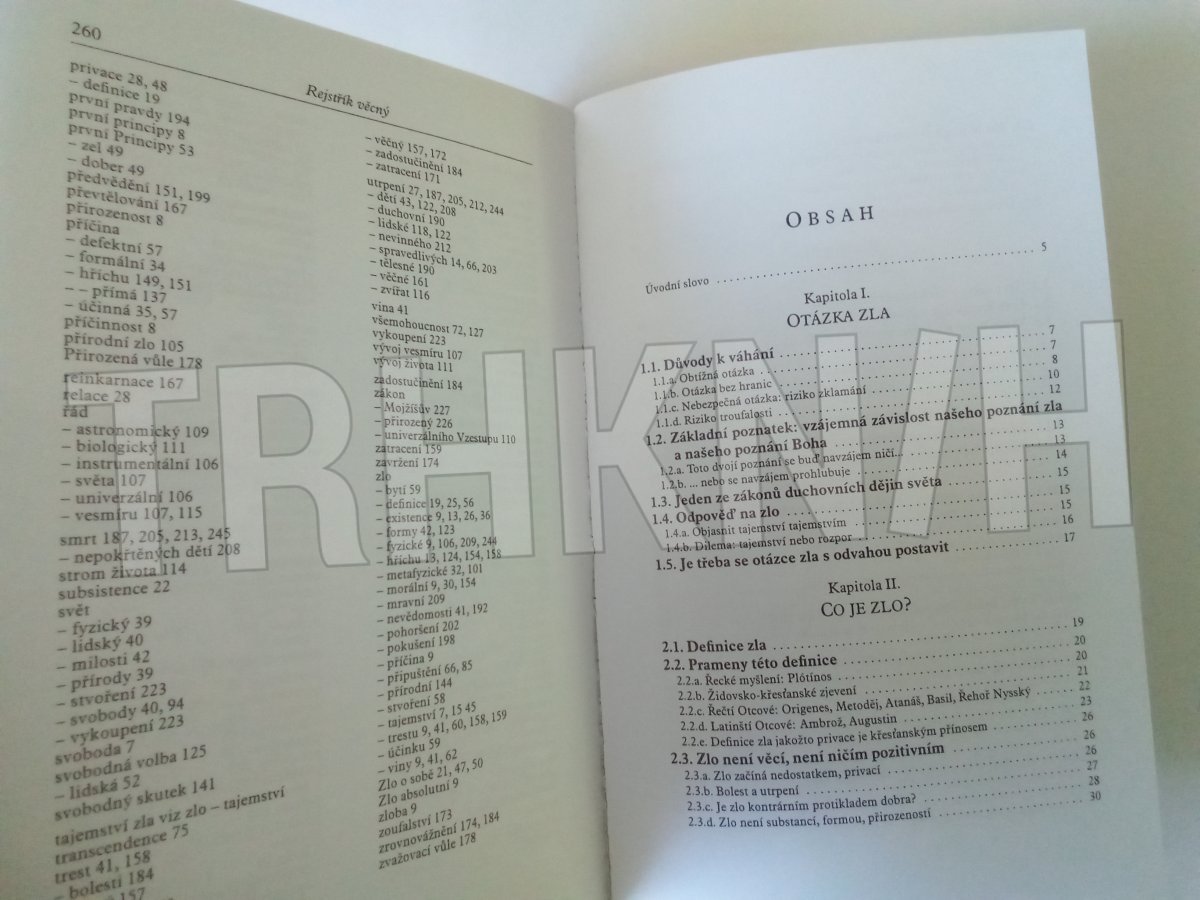 260
Rejstřík věcný
privace 28, 48
– definice 19
první pravdy 194
první principy 8
první Principy 53
– zel 49
– dober 49
předvědění 151, 199
převtělování 167
přirozenost 8
příčina
– defektní 57
– formální 34
– hříchu 149, 151
– – přímá 137
– účinná 35, 57
příčinnost 8
přírodní zlo 105
Přirozená vůle 178
reinkarnace 167
relace 28
řád
– astronomický 109
– biologický 111
– instrumentální 106
– světa 107
– univerzální 106
– vesmíru 107, 115
smrt 187, 205, 213, 245
– nepokřtěných dětí 208
strom života 114
subsistence 22
svět
– fyzický 39
– lidský 40
– milosti 42
– přírody 39
– stvoření 223
– svobody 40, 94
– vykoupení 223
svoboda 7
svobodná volba 125
– lidská 52
svobodný skutek 141
tajemství zla viz zlo – tajemství
transcendence 75
trest 41, 158
– bolesti 184
157
– věčný 157, 172
– zadostučinění 184
– zatracení 171
utrpení 27, 187, 205, 212, 244
– dětí 43, 122, 208
– duchovní 190
– lidské 118, 122
– nevinného 212
– spravedlivých 14, 66, 203
– tělesné 190
– věčné 161
– zvířat 116
vina 41
všemohoucnost 72, 127
vykoupení 223
vývoj vesmíru 107
vývoj života 111
zadostučinění 184
zákon
– Mojžíšův 227
– přirozený 226
– univerzálního Vzestupu 110
zatracení 159
zavržení 174
zlo
– bytí 59
– definice 19, 25, 56
– existence 9, 13, 26, 36
– formy 42, 123
– fyzické 9, 106, 209, 244
– hříchu 13, 124, 154, 158
– metafyzické 32, 101
– morální 9, 30, 154
– mravní 209
– nevědomosti 41, 192
– pohoršení 202
– pokušení 198
– příčina 9
– připuštění 66, 85
– přírodní 144
– stvoření 58
– tajemství 7, 15 45
– trestu 9, 41, 60, 158, 159
– účinku 59
– viny 9, 41, 62
Zlo o sobě 21, 47, 50
Zlo absolutní 9
zloba 9
zoufalství 173
zrovnovážnění 174, 184
zvažovací vůle 178
OBSAH
Úvodní slovo 5
Kapitola I.
OTÁZKA ZLA
1.1. Důvody k váhání 7
1.1.a. Obtížná otázka 7
1.1.b. Otázka bez hranic 8
1.1.c. Nebezpečná otázka: riziko zklamání 10
1.1.d. Riziko troufalosti 12
1.2. Základní poznatek: vzájemná závislost našeho poznání zla
a našeho poznání Boha 13
1.2.a. Toto dvojí poznání se buď navzájem ničí... 13
1.2.b. ... nebo se navzájem prohlubuje 14
1.3. Jeden ze zákonů duchovních dějin světa 15
1.4. Odpověď na zlo 15
1.4.a. Objasnit tajemství tajemstvím 15
1.4.b. Dilema: tajemství nebo rozpor 16
1.5. Je třeba se otázce zla s odvahou postavit 17
Kapitola II.
CO JE ZLO?
2.1. Definice zla 19
2.2. Prameny této definice 20
2.2.a. Řecké myšlení: Plótinos 20
2.2.b. Židovsko-křesťanské zjevení 21
2.2.c. Řečtí Otcové: Origenes, Metoděj, Atanáš, Basil, Řehoř Nysský 22
2.2.d. Latinští Otcové: Ambrož, Augustin 23
2.2.e. Definice zla jakožto privace je křesťanským přínosem 26
2.3. Zlo není věcí, není ničím pozitivním 26
2.3.a. Zlo začíná nedostatkem, privací 26
2.3.b. Bolest a utrpení 27
2.3.c. Je zlo kontrárním protikladem dobra? 28
2.3.d. Zlo není substancí, formou, přirozeností 30
TRHKNIH